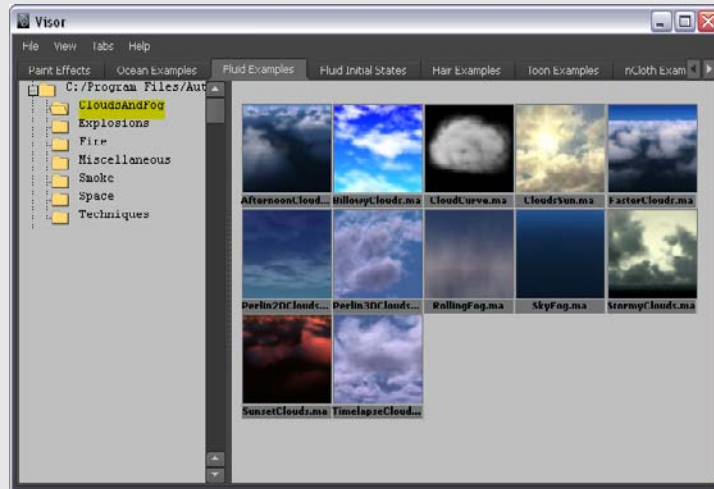 Visor
File View Tabs Help
Paint Effects Ocean Examples Fluid Examples Fluid Initial States Hair Examples Toon Examples nCloth Exam
C:/Program Files/Aut
CloudsAndFog
Explosions
Fire
Miscellaneous
Smoke
Space
Techniques
AfternoonCloud... BillowyClouds.ma CloudCurve.ma CloudsSun.ma FasterClouds.ma
Perlin2DClouds... Perlin3DClouds... RollingFog.ma SkyFog.ma StormyClouds.ma
SunsetClouds.ma TimelapseCloud...